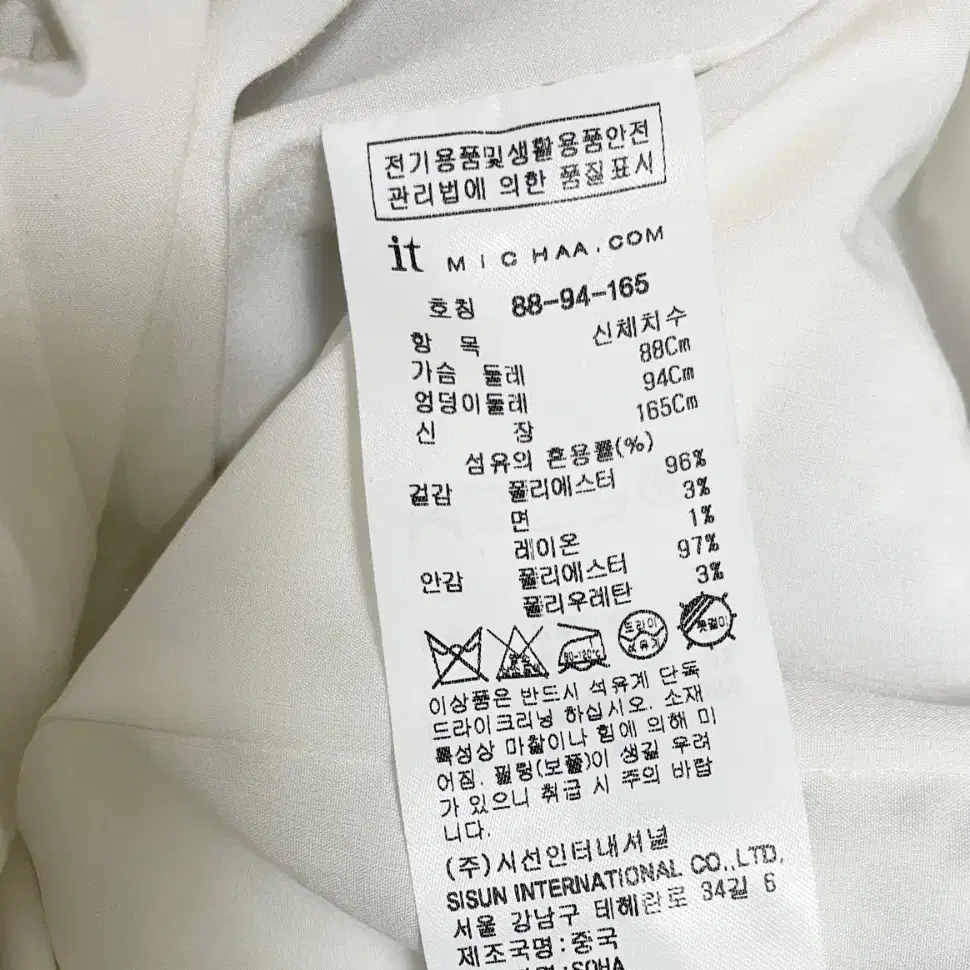 전기용품및생활용품안전
관리법에 의한 품질표시
it MICHAA.COM
호칭 88-94-165
항 목 신체치수
가슴 둘레 88Cm
엉덩이둘레 94Cm
신 장 165Cm
섬유의 혼용률(%)
겉감 폴리에스터 96%
면 3%
레이온 1%
안감 폴리에스터 97%
폴리우레탄 3%
80-120℃
드라이
석유계
옷걸이
이상품은 반드시 석유계 단독
드라이크리닝 하십시오. 소재
특성상 마찰이나 힘에 의해 미
어짐. 필링(보풀)이 생길 우려
가 있으니 취급 시 주의 바랍
니다.
(주)시선인터내셔널
SISUN INTERNATIONAL CO.,LTD.
서울 강남구 테헤란로 34길 6
제조국명:중국
SOHA